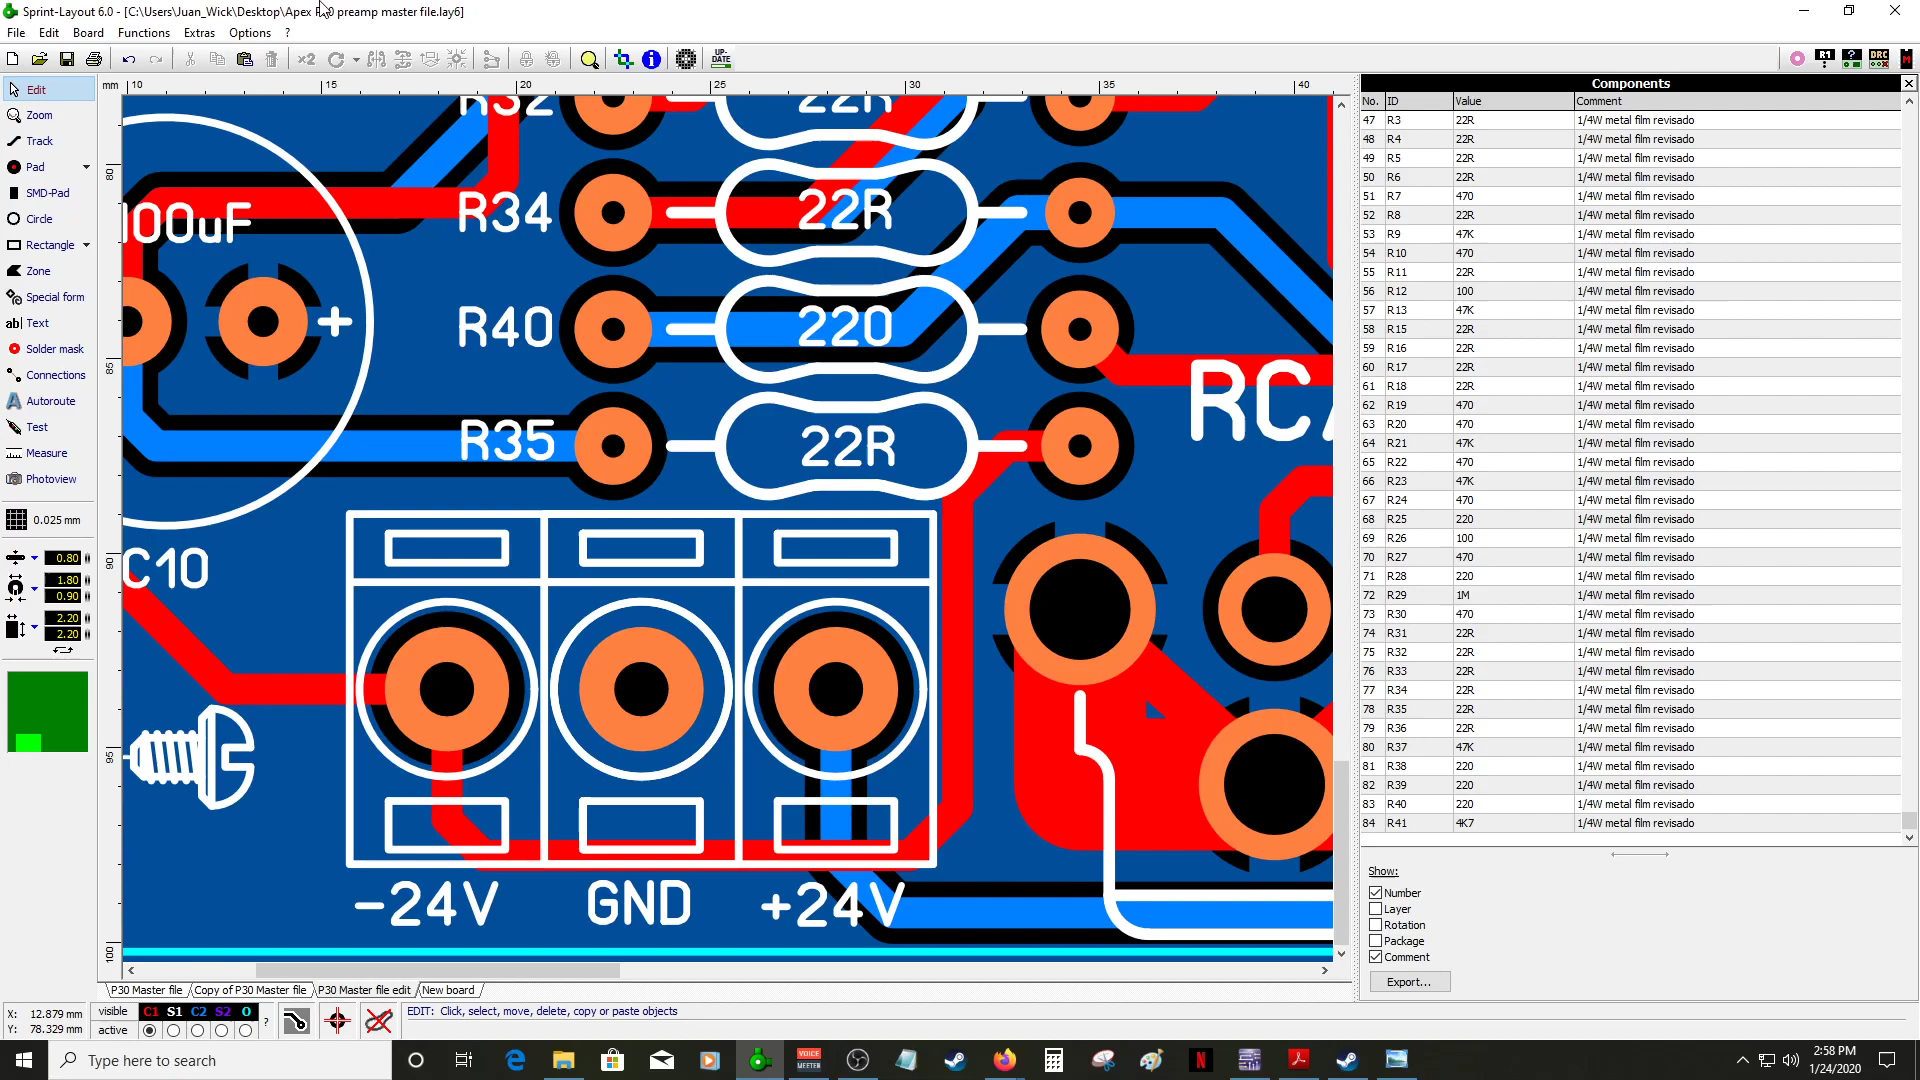 Sprint-Layout 6.0 - [C:\Users\Juan_Wick\Desktop\Apex P30 preamp master file.lay6]
File Edit Board Functions Extras Options ?
x2
UP-DATE
R1
DRC
mm 10 15 20 25 30 35 40
80
85
90
95
100
Edit
Zoom
Track
Pad
SMD-Pad
Circle
Rectangle
Zone
Special form
ab| Text
Solder mask
Connections
Autoroute
Test
Measure
Photoview
0.025 mm
0.80
1.80
0.90
2.20
2.20
R32 22R
100uF R34 22R
+ R40 220
RCA
R35 22R
C10
-24V GND +24V
Components
No. ID Value Comment
47 R3 22R 1/4W metal film revisado
48 R4 22R 1/4W metal film revisado
49 R5 22R 1/4W metal film revisado
50 R6 22R 1/4W metal film revisado
51 R7 470 1/4W metal film revisado
52 R8 22R 1/4W metal film revisado
53 R9 47K 1/4W metal film revisado
54 R10 470 1/4W metal film revisado
55 R11 22R 1/4W metal film revisado
56 R12 100 1/4W metal film revisado
57 R13 47K 1/4W metal film revisado
58 R15 22R 1/4W metal film revisado
59 R16 22R 1/4W metal film revisado
60 R17 22R 1/4W metal film revisado
61 R18 22R 1/4W metal film revisado
62 R19 470 1/4W metal film revisado
63 R20 470 1/4W metal film revisado
64 R21 47K 1/4W metal film revisado
65 R22 470 1/4W metal film revisado
66 R23 47K 1/4W metal film revisado
67 R24 470 1/4W metal film revisado
68 R25 220 1/4W metal film revisado
69 R26 100 1/4W metal film revisado
70 R27 470 1/4W metal film revisado
71 R28 220 1/4W metal film revisado
72 R29 1M 1/4W metal film revisado
73 R30 470 1/4W metal film revisado
74 R31 22R 1/4W metal film revisado
75 R32 22R 1/4W metal film revisado
76 R33 22R 1/4W metal film revisado
77 R34 22R 1/4W metal film revisado
78 R35 22R 1/4W metal film revisado
79 R36 22R 1/4W metal film revisado
80 R37 47K 1/4W metal film revisado
81 R38 220 1/4W metal film revisado
82 R39 220 1/4W metal film revisado
83 R40 220 1/4W metal film revisado
84 R41 4K7 1/4W metal film revisado
Show:
Number
Layer
Rotation
Package
Comment
Export...
P30 Master file Copy of P30 Master file P30 Master file edit New board
X: 12.879 mm
Y: 78.329 mm
visible C1 S1 C2 S2 O
active ?
EDIT: Click, select, move, delete, copy or paste objects
Type here to search
VOICE MEETER
N
2:58 PM
1/24/2020